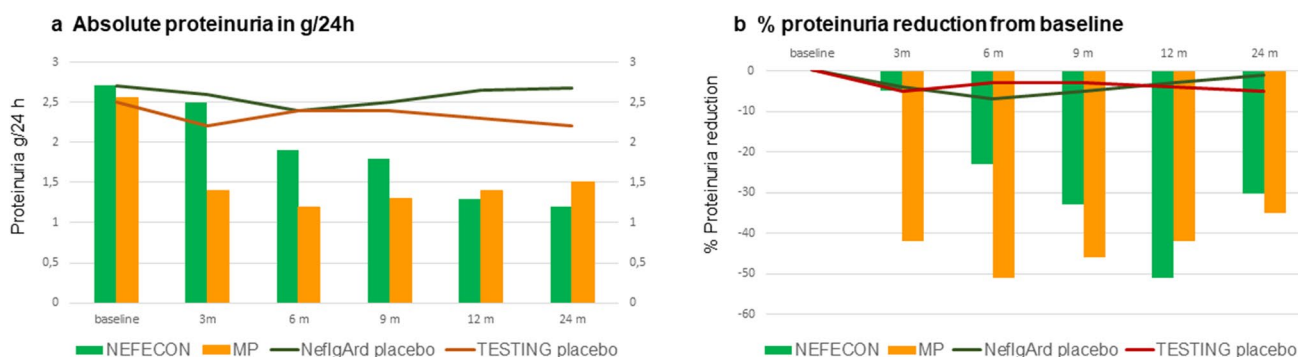 a Absolute proteinuria in g/24h
3 3
2,5 2,5
2 2
1,5 1,5
1 1
0,5 0,5
0 0
Proteinuria g/24 h
baseline 3m 6 m 9 m 12 m 24 m
NEFECON MP NefIgArd placebo TESTING placebo
b % proteinuria reduction from baseline
baseline 3m 6 m 9 m 12 m 24 m
0
-10
-20
-30
-40
-50
-60
% Proteinuria reduction
NEFECON MP NefIgArd placebo TESTING placebo